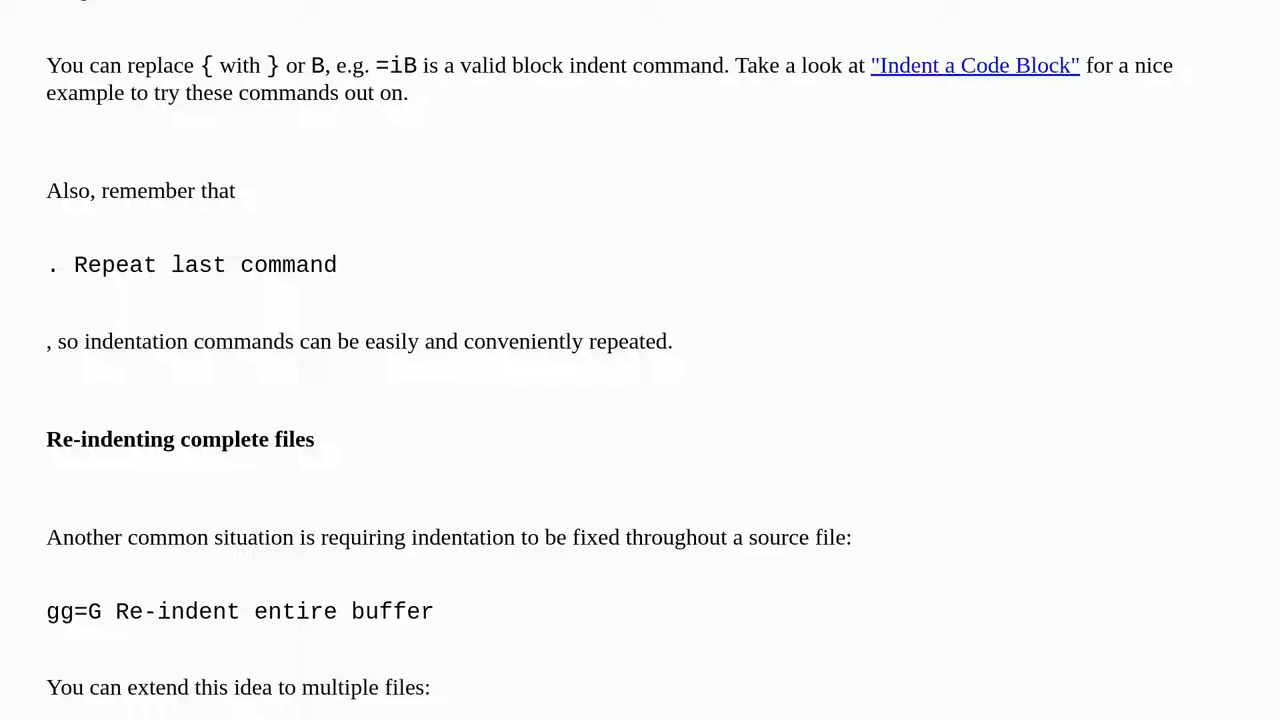 You can replace { with } or B, e.g. =iB is a valid block indent command. Take a look at "Indent a Code Block" for a nice
example to try these commands out on.
Also, remember that
. Repeat last command
, so indentation commands can be easily and conveniently repeated.
Re-indenting complete files
Another common situation is requiring indentation to be fixed throughout a source file:
gg=G Re-indent entire buffer
You can extend this idea to multiple files: